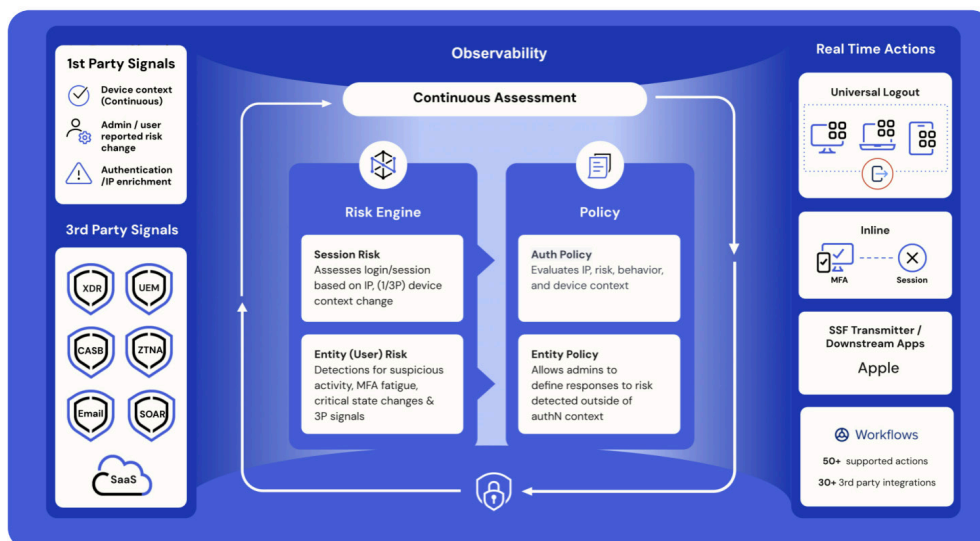 1st Party Signals
Device context
(Continuous)
Admin / user
reported risk
change
Authentication
/IP enrichment
3rd Party Signals
XDR
UEM
CASB
ZTNA
Email
SOAR
SaaS
Observability
Continuous Assessment
Risk Engine
Session Risk
Assesses login/session
based on IP, (1/3P) device
context change
Entity (User) Risk
Detections for suspicious
activity, MFA fatigue,
critical state changes &
3P signals
Policy
Auth Policy
Evaluates IP, risk, behavior,
and device context
Entity Policy
Allows admins to
define responses to risk
detected outside of
authN context
Real Time Actions
Universal Logout
Inline
MFA
Session
SSF Transmitter /
Downstream Apps
Apple
Workflows
50+ supported actions
30+ 3rd party integrations